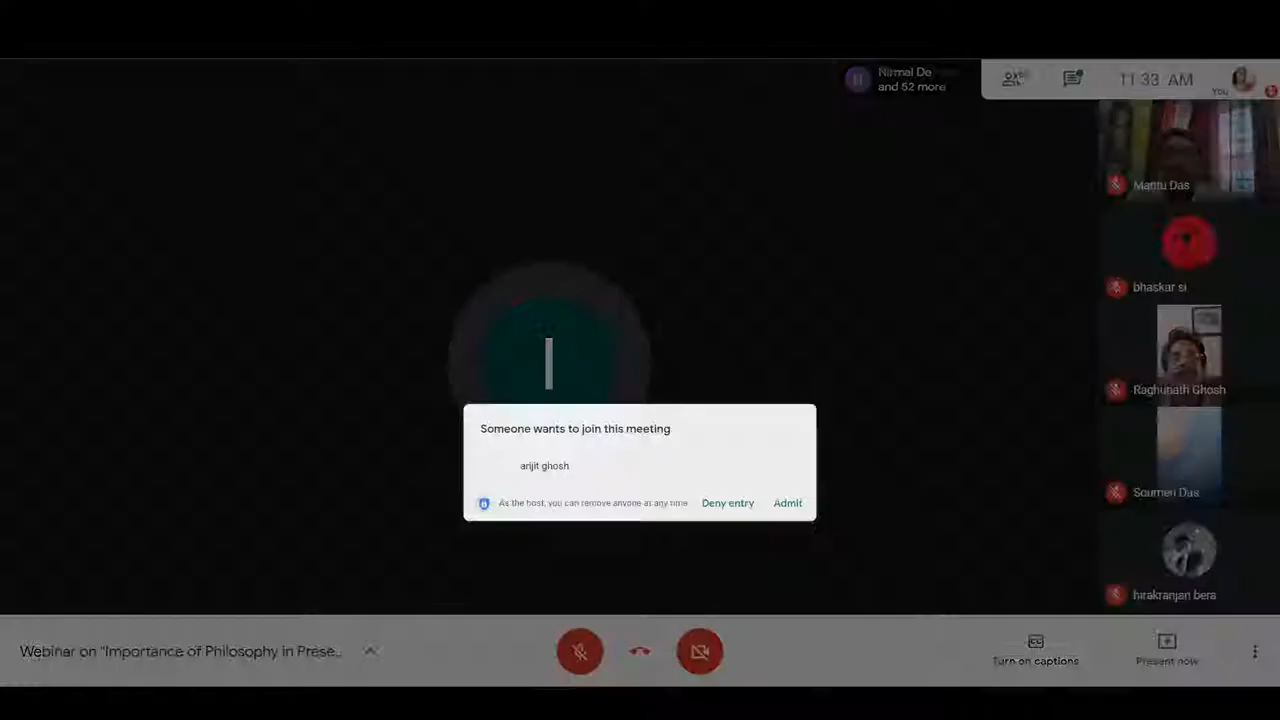 Nirmal De
and 52 more
11:33 AM
You
Mantu Das
bhaskar si
Raghunath Ghosh
Soumen Das
hirakranjan bera
I
Someone wants to join this meeting
arijit ghosh
As the host, you can remove anyone at any time
Deny entry
Admit
Webinar on "Importance of Philosophy in Prese...
CC
Turn on captions
Present now